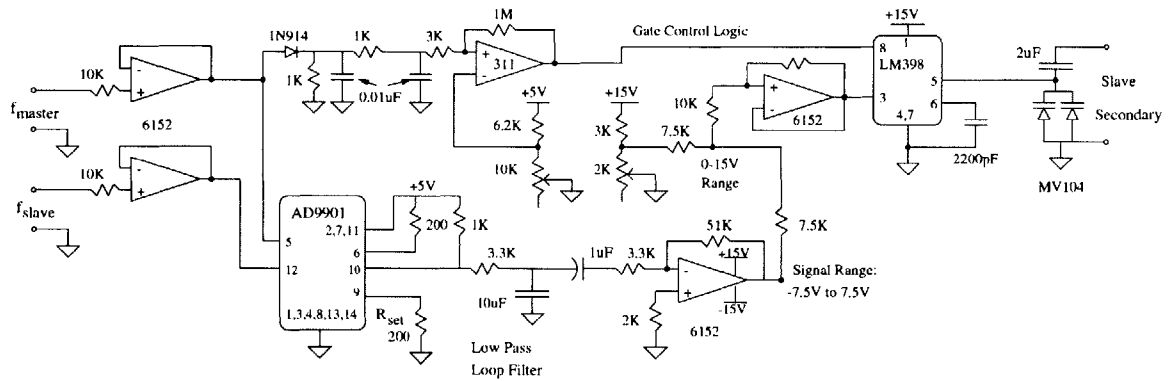 1N914
1K
3K
1M
10K
6152
f_master
1K
0.01uF
311
Gate Control Logic
+5V
6.2K
10K
+15V
3K
2K
7.5K
0-15V
Range
10K
6152
+15V
1
8
LM398
5
3
6
4,7
2200pF
2uF
Slave
Secondary
MV104
10K
f_slave
AD9901
2,7,11
5
6
12
10
9
1,3,4,8,13,14
+5V
200
1K
R_set
200
3.3K
10uF
1uF
3.3K
51K
+15V
-15V
2K
6152
7.5K
Signal Range:
-7.5V to 7.5V
Low Pass
Loop Filter
- + - + + - + - - +